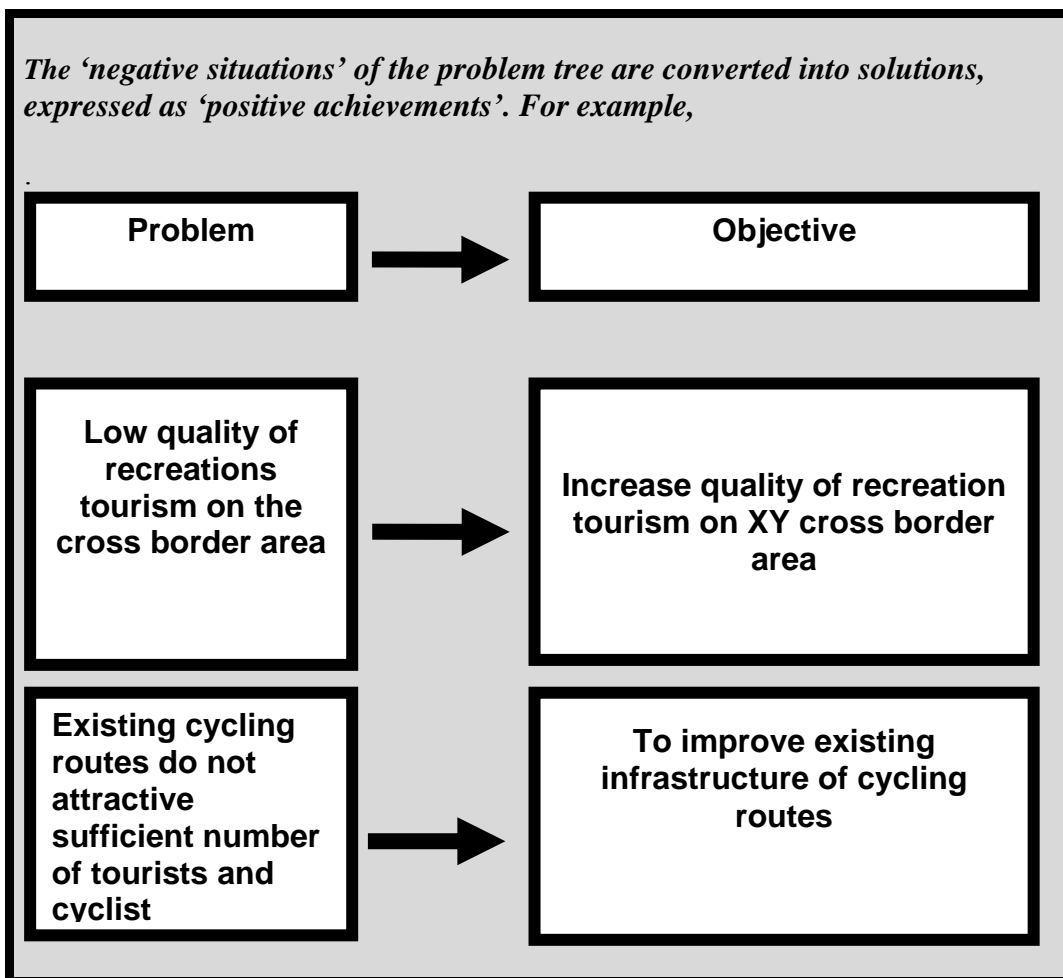 The ‘negative situations’ of the problem tree are converted into solutions,
expressed as ‘positive achievements’. For example,
.
Problem
Objective
Low quality of
recreations
tourism on the
cross border area
Increase quality of recreation
tourism on XY cross border
area
Existing cycling
routes do not
attractive
sufficient number
of tourists and
cyclist
To improve existing
infrastructure of cycling
routes